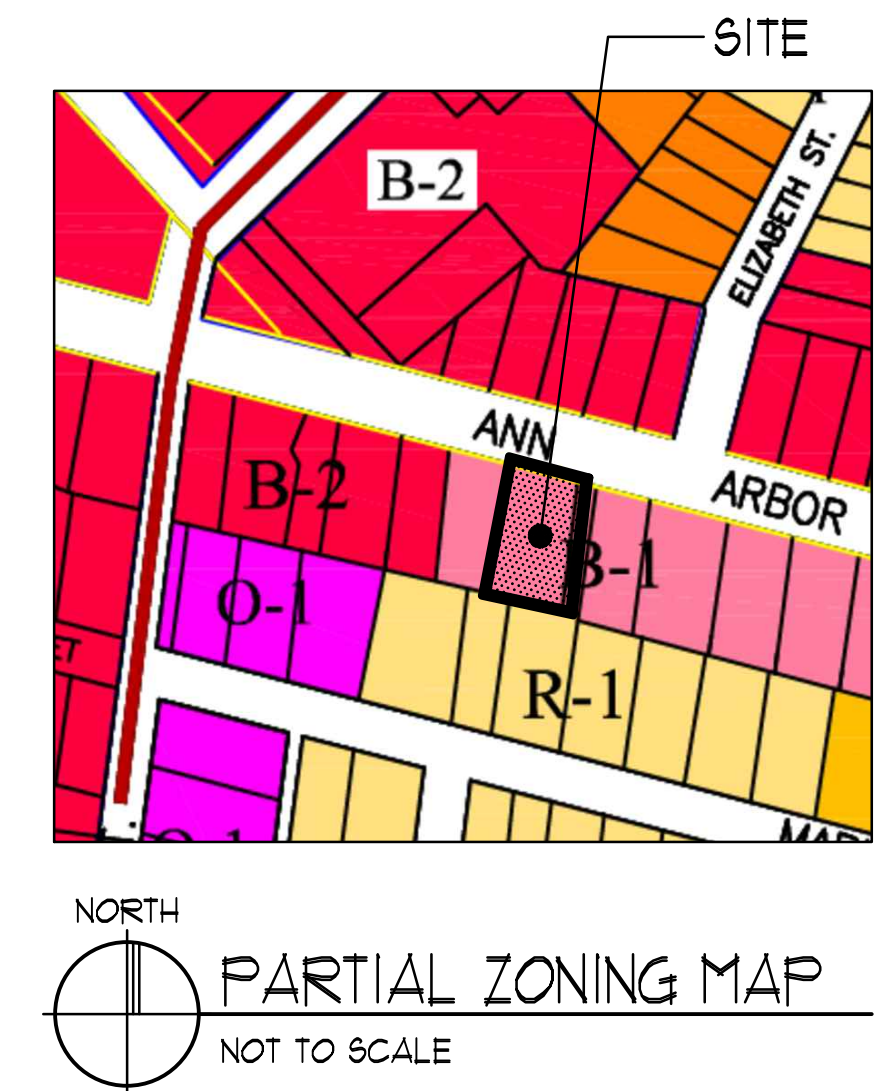 SITE
B-2
ELIZABETH ST.
ANN
ARBOR
B-2
B-1
O-1
R-1
NORTH
PARTIAL ZONING MAP
NOT TO SCALE